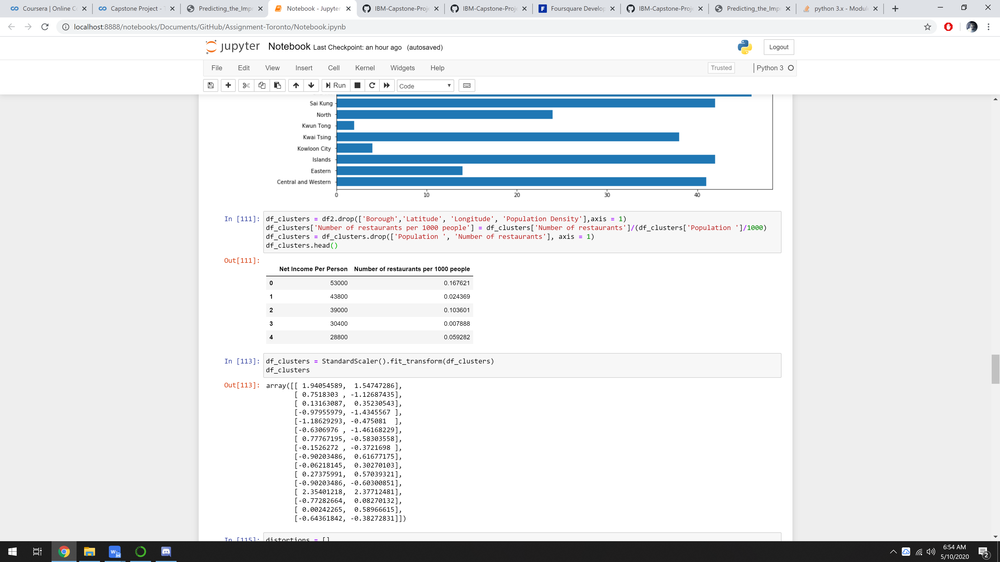 Coursera | Online Co
Capstone Project - T
Predicting_the_Impr
Notebook - Jupyter
IBM-Capstone-Proje
IBM-Capstone-Proje
Foursquare Develop
IBM-Capstone-Proje
Predicting_the_Impr
python 3.x - Modul
localhost:8888/notebooks/Documents/GitHub/Assignment-Toronto/Notebook.ipynb
jupyter Notebook Last Checkpoint: an hour ago (autosaved)
Logout
File Edit View Insert Cell Kernel Widgets Help
Trusted Python 3
Run Code
Sai Kung
North
Kwun Tong
Kwai Tsing
Kowloon City
Islands
Eastern
Central and Western
0 10 20 30 40
In [111]: df_clusters = df2.drop(['Borough','Latitude', 'Longitude', 'Population Density'],axis = 1)
df_clusters['Number of restaurants per 1000 people'] = df_clusters['Number of restaurants']/(df_clusters['Population ']/1000)
df_clusters = df_clusters.drop(['Population ', 'Number of restaurants'], axis = 1)
df_clusters.head()
Out[111]:
Net Income Per Person Number of restaurants per 1000 people
0 53000 0.167621
1 43800 0.024369
2 39000 0.103601
3 30400 0.007888
4 28800 0.059282
In [113]: df_clusters = StandardScaler().fit_transform(df_clusters)
df_clusters
Out[113]: array([[ 1.94054589,  1.54747286],
[ 0.7518303 , -1.12687435],
[ 0.13163087,  0.35230543],
[-0.97955979, -1.4345567 ],
[-1.18629293, -0.475081  ],
[-0.6306976 , -1.46168229],
[ 0.77767195, -0.58303558],
[-0.1526272 , -0.3721698 ],
[-0.90203486,  0.61677175],
[-0.06218145,  0.30270103],
[ 0.27375991,  0.57039321],
[-0.90203486, -0.60300851],
[ 2.35401218,  2.37712481],
[-0.77282664,  0.08270132],
[ 0.00242265,  0.58966615],
[-0.64361842, -0.38272831]])
In [115]: distortions = []
6:54 AM
5/10/2020
2